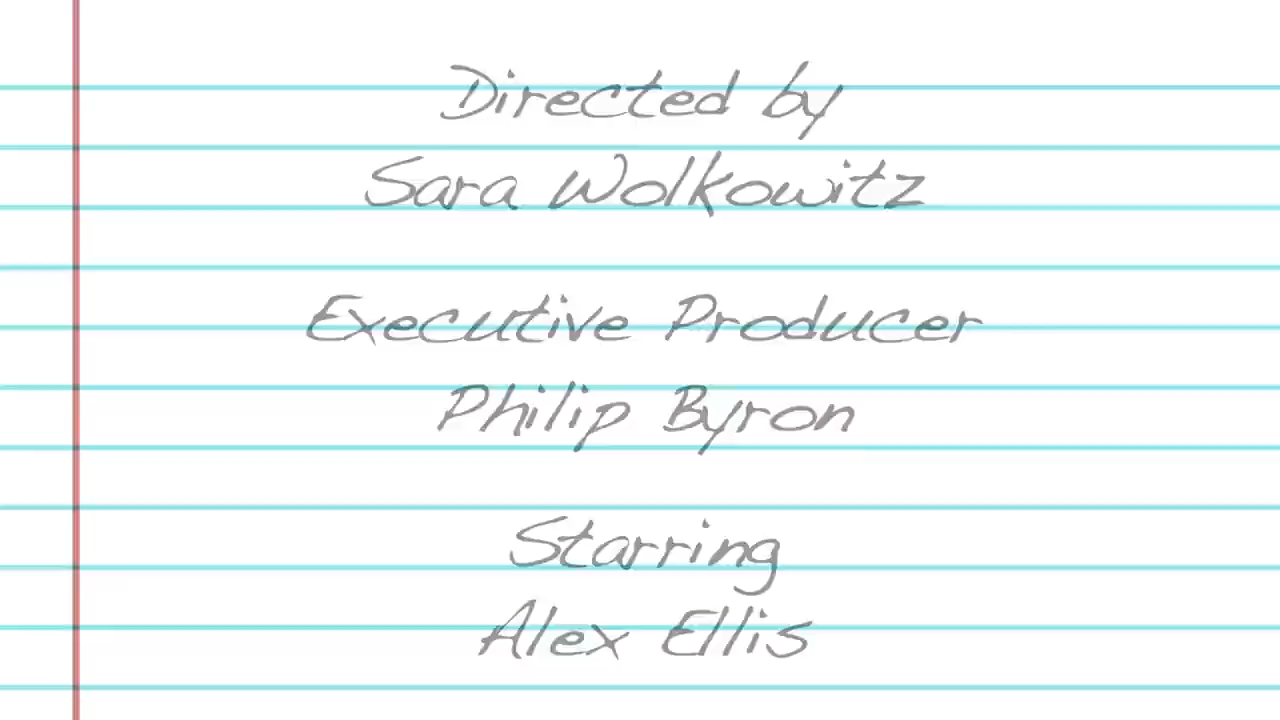 Directed by
Sara Wolkowitz
Executive Producer
Philip Byron
Starring
Alex Ellis